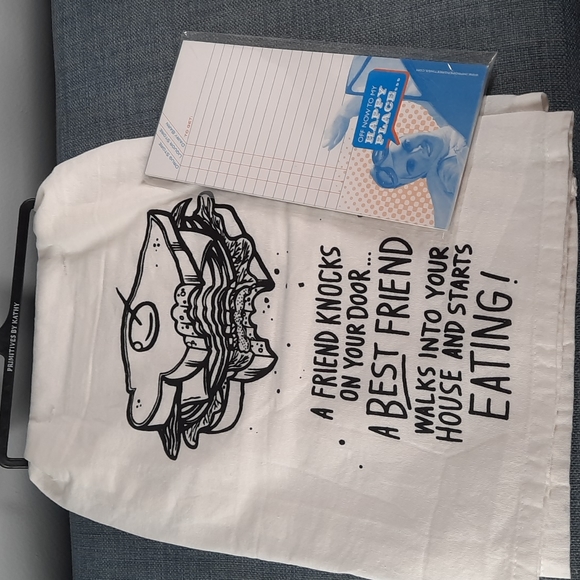 OFF NOW TO MY
HAPPY
PLACE...
A FRIEND KNOCKS
ON YOUR DOOR...
A BEST FRIEND
WALKS INTO YOUR
HOUSE AND STARTS
EATING!
PRIMITIVES BY KATHY